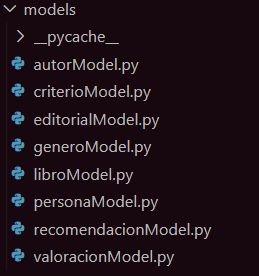 models
__pycache__
autorModel.py
criterioModel.py
editorialModel.py
generoModel.py
libroModel.py
personaModel.py
recomendacionModel.py
valoracionModel.py